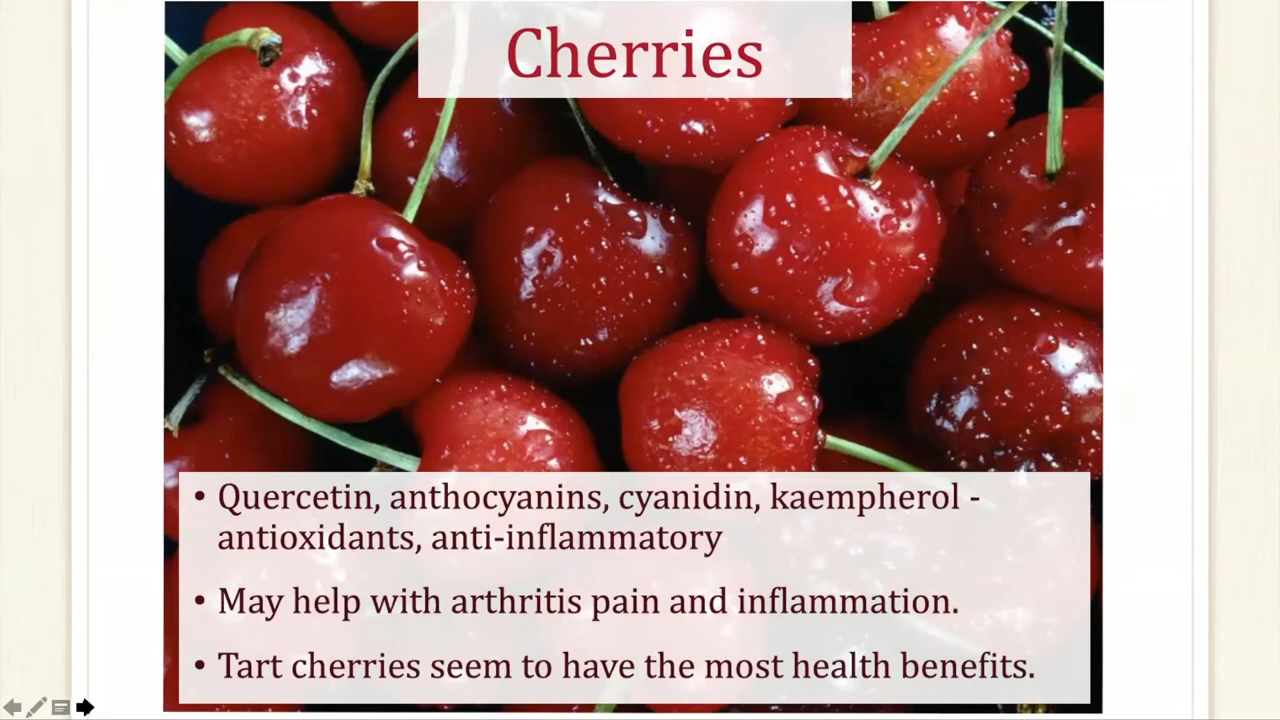 Cherries
• Quercetin, anthocyanins, cyanidin, kaempherol -
antioxidants, anti-inflammatory
• May help with arthritis pain and inflammation.
• Tart cherries seem to have the most health benefits.